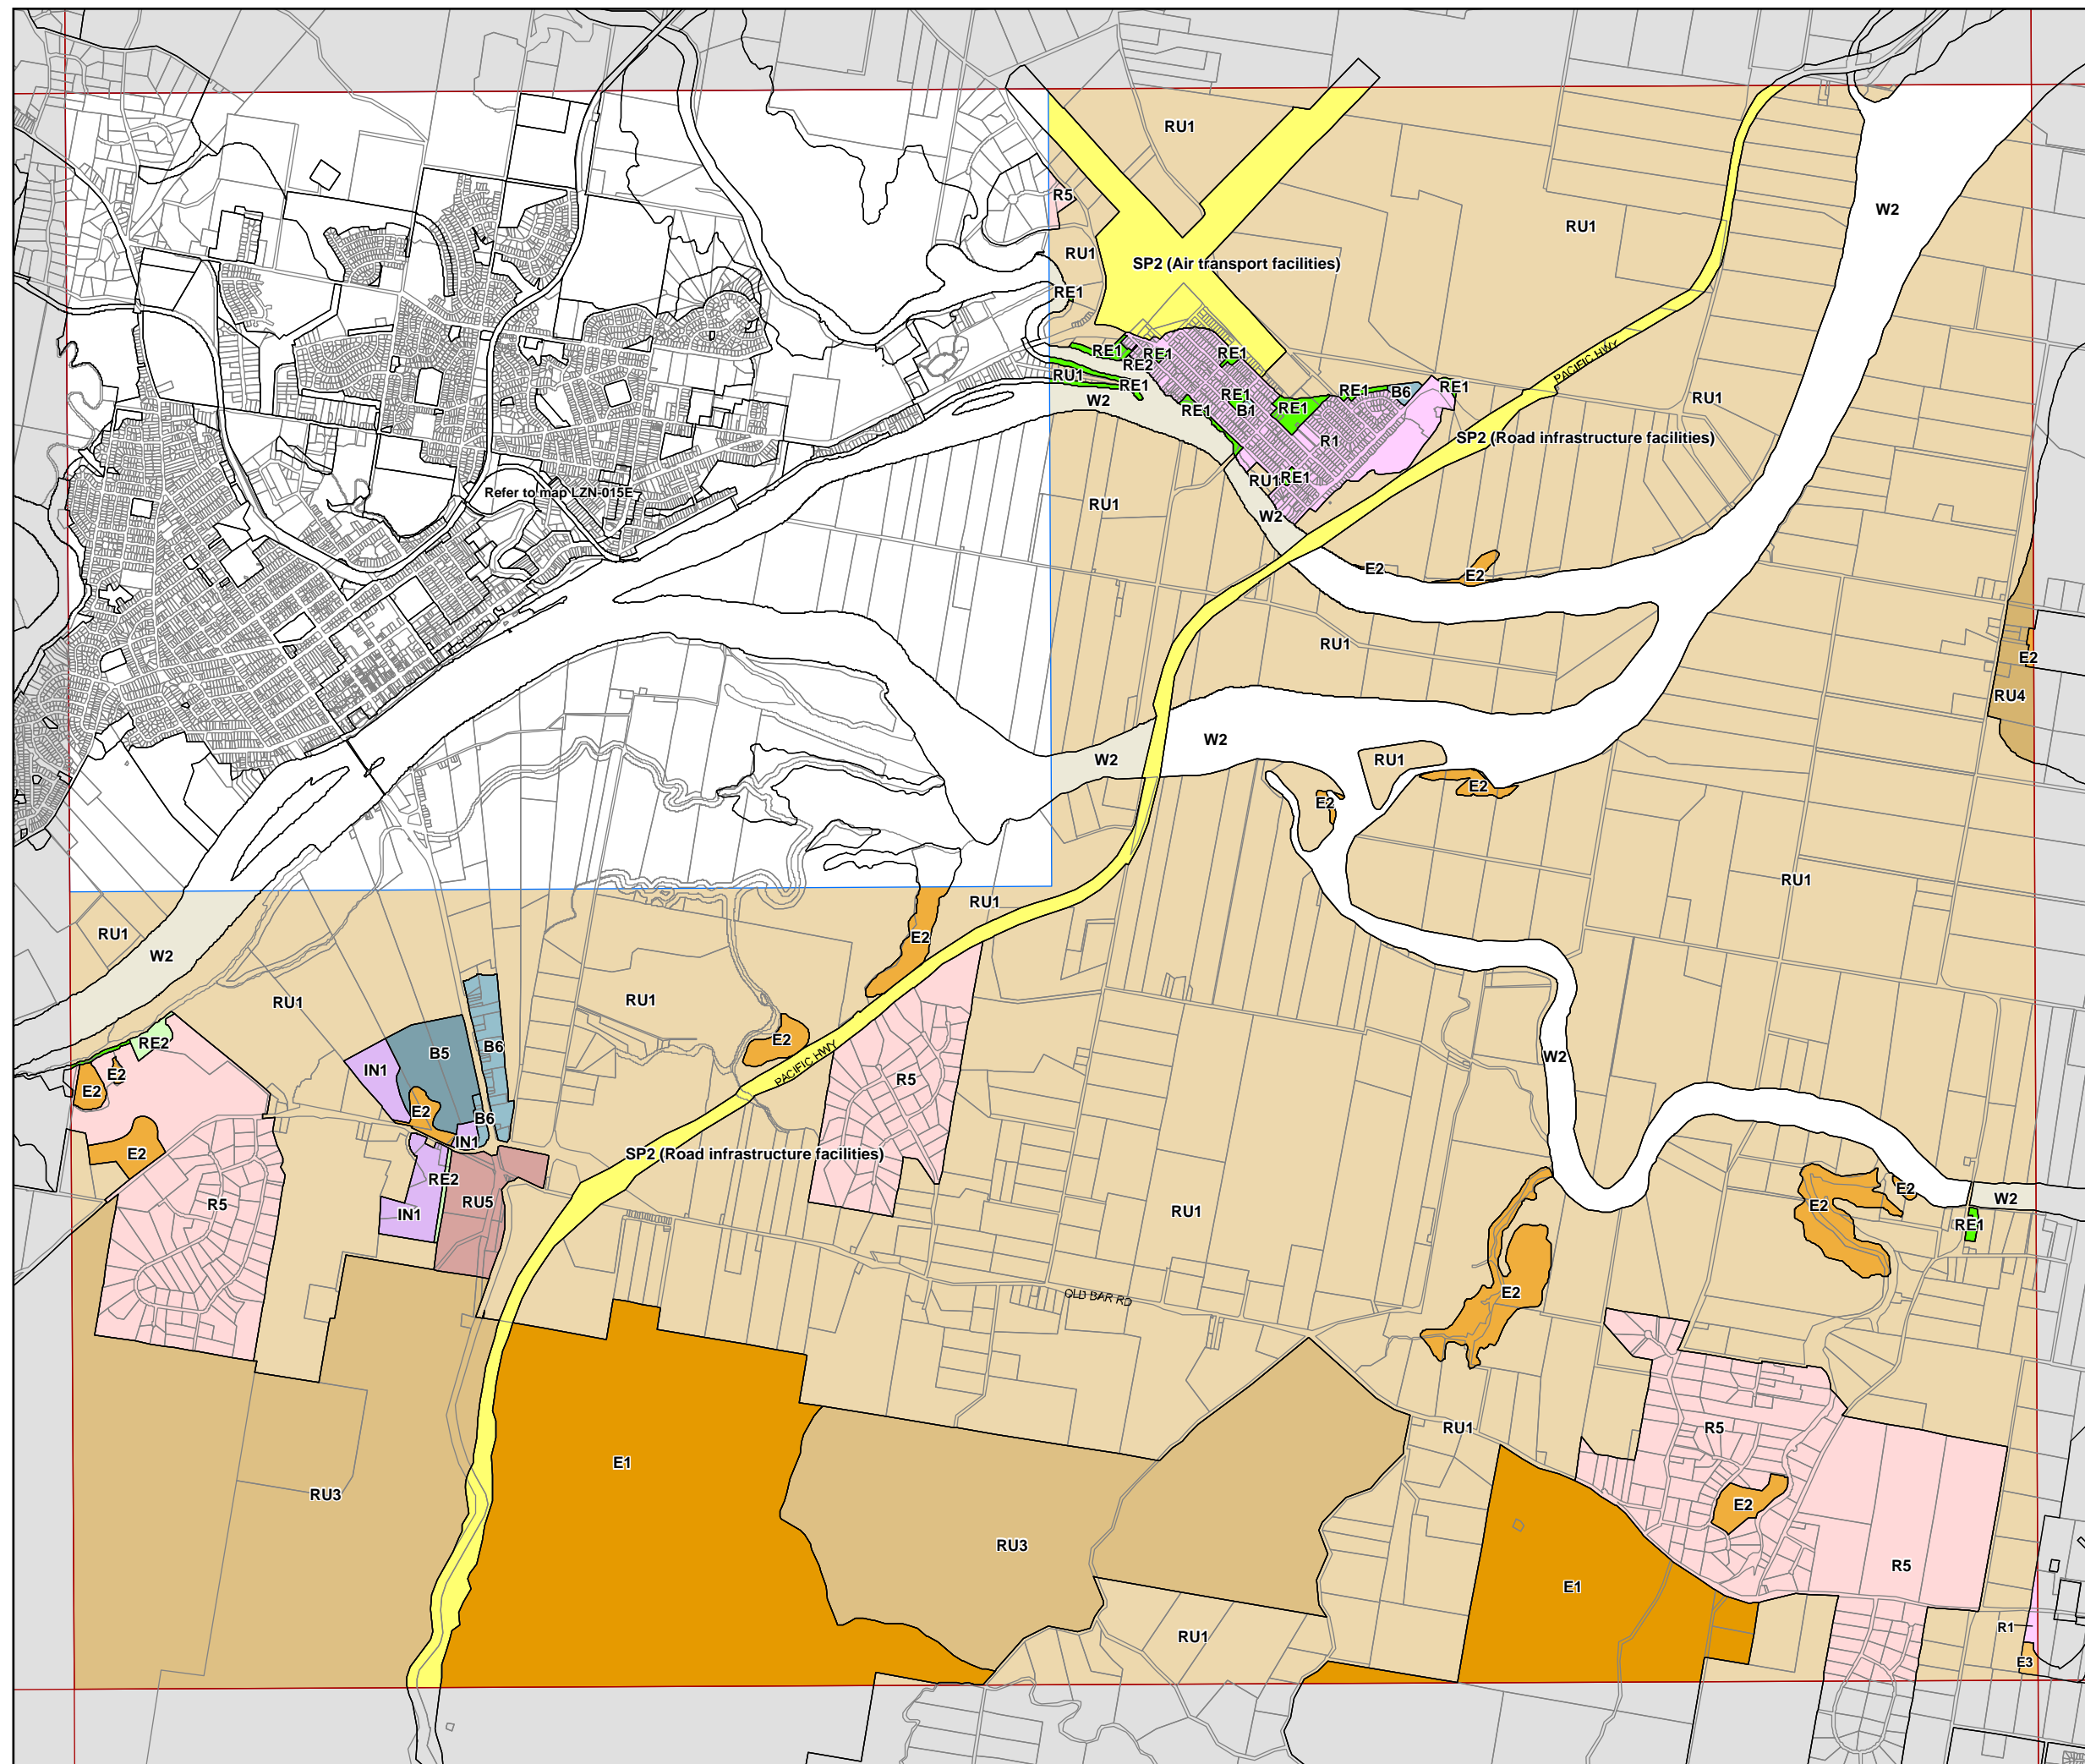 RU1
W2
R5
RU1
RU1
SP2 (Air transport facilities)
RE1
PACIFIC HWY
RE1
RE1
RE1
RE2
RU1
RE1
RE1
B6
RE1
W2
RE1
RE1
B1
RE1
RU1
R1
SP2 (Road infrastructure facilities)
RU1
RE1
Refer to map LZN-015E
RU1
W2
E2
E2
RU1
E2
RU4
W2
W2
RU1
E2
E2
RU1
RU1
E2
RU1
W2
RU1
RU1
E2
RE2
B5
B6
PACIFIC HWY
W2
IN1
E2
E2
R5
E2
B6
IN1
E2
SP2 (Road infrastructure facilities)
RE2
R5
RU5
IN1
RU1
E2
E2
W2
RE1
E2
OLD BAR RD
RU1
R5
E1
RU3
E2
RU3
R5
E1
RU1
R1
E3